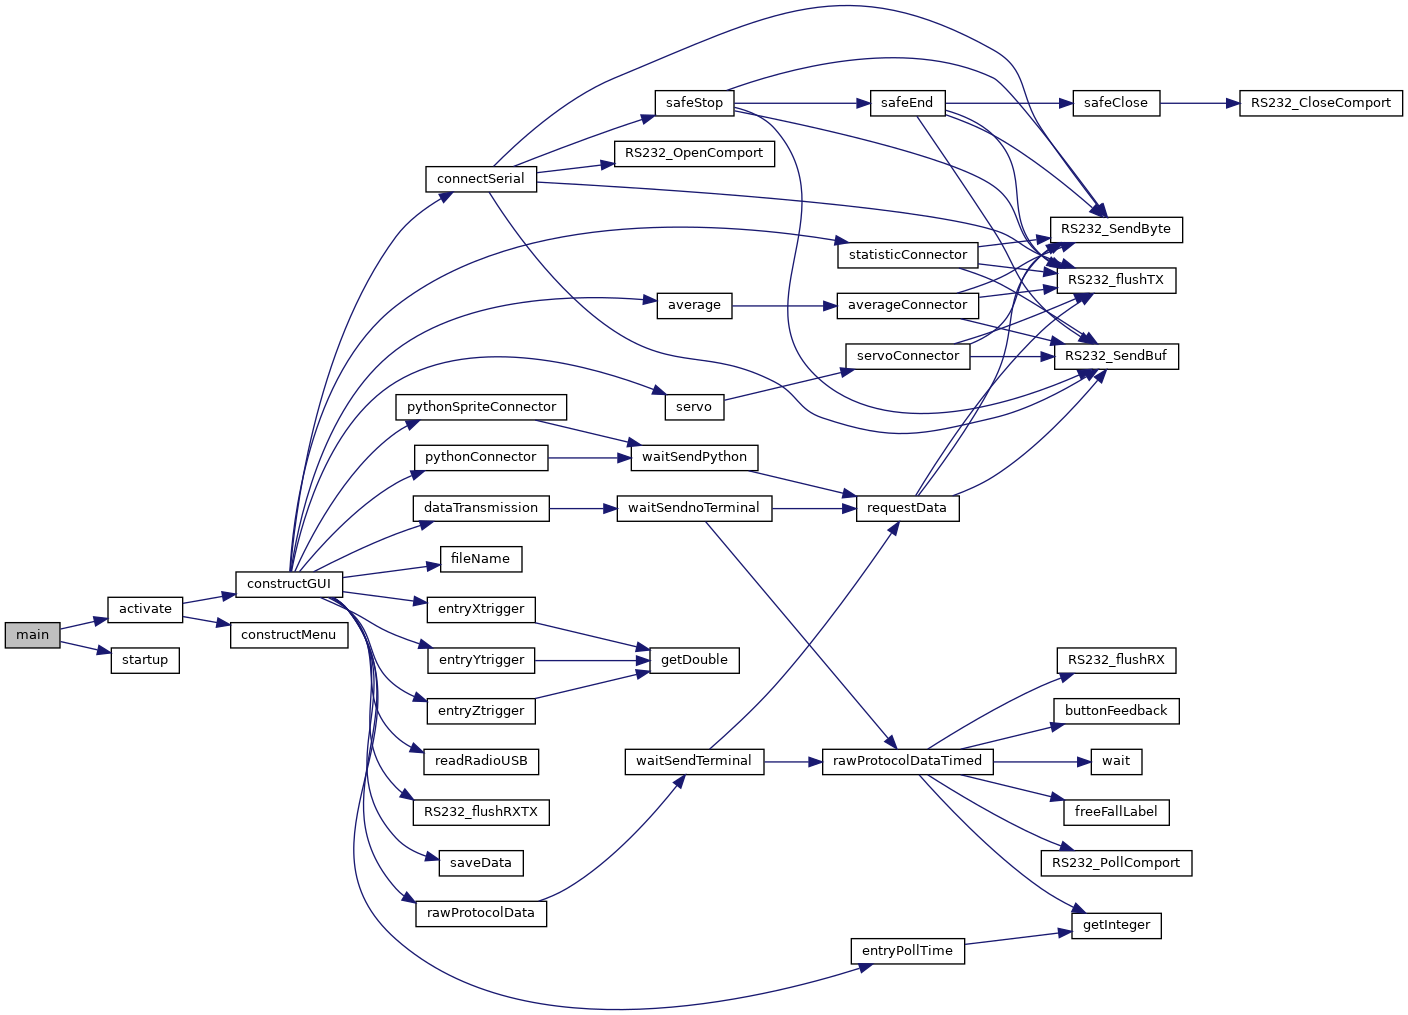 main
activate
startup
constructGUI
constructMenu
connectSerial
pythonSpriteConnector
pythonConnector
dataTransmission
fileName
entryXtrigger
entryYtrigger
entryZtrigger
readRadioUSB
RS232_flushRXTX
saveData
rawProtocolData
safeStop
RS232_OpenComport
average
servo
waitSendPython
waitSendnoTerminal
getDouble
waitSendTerminal
safeEnd
statisticConnector
averageConnector
servoConnector
requestData
rawProtocolDataTimed
entryPollTime
safeClose
RS232_SendByte
RS232_flushTX
RS232_SendBuf
RS232_flushRX
buttonFeedback
wait
freeFallLabel
RS232_PollComport
getInteger
RS232_CloseComport